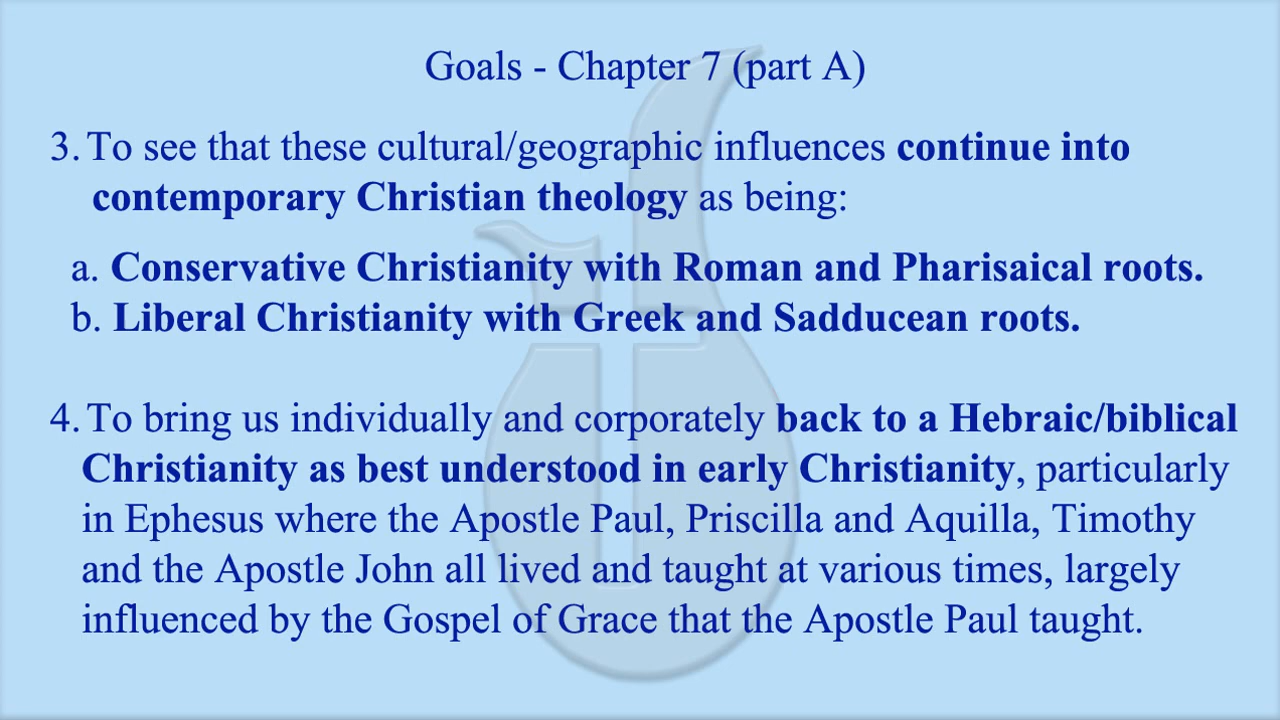 Goals - Chapter 7 (part A)
3. To see that these cultural/geographic influences continue into
contemporary Christian theology as being:
a. Conservative Christianity with Roman and Pharisaical roots.
b. Liberal Christianity with Greek and Sadducean roots.
4. To bring us individually and corporately back to a Hebraic/biblical
Christianity as best understood in early Christianity, particularly
in Ephesus where the Apostle Paul, Priscilla and Aquilla, Timothy
and the Apostle John all lived and taught at various times, largely
influenced by the Gospel of Grace that the Apostle Paul taught.